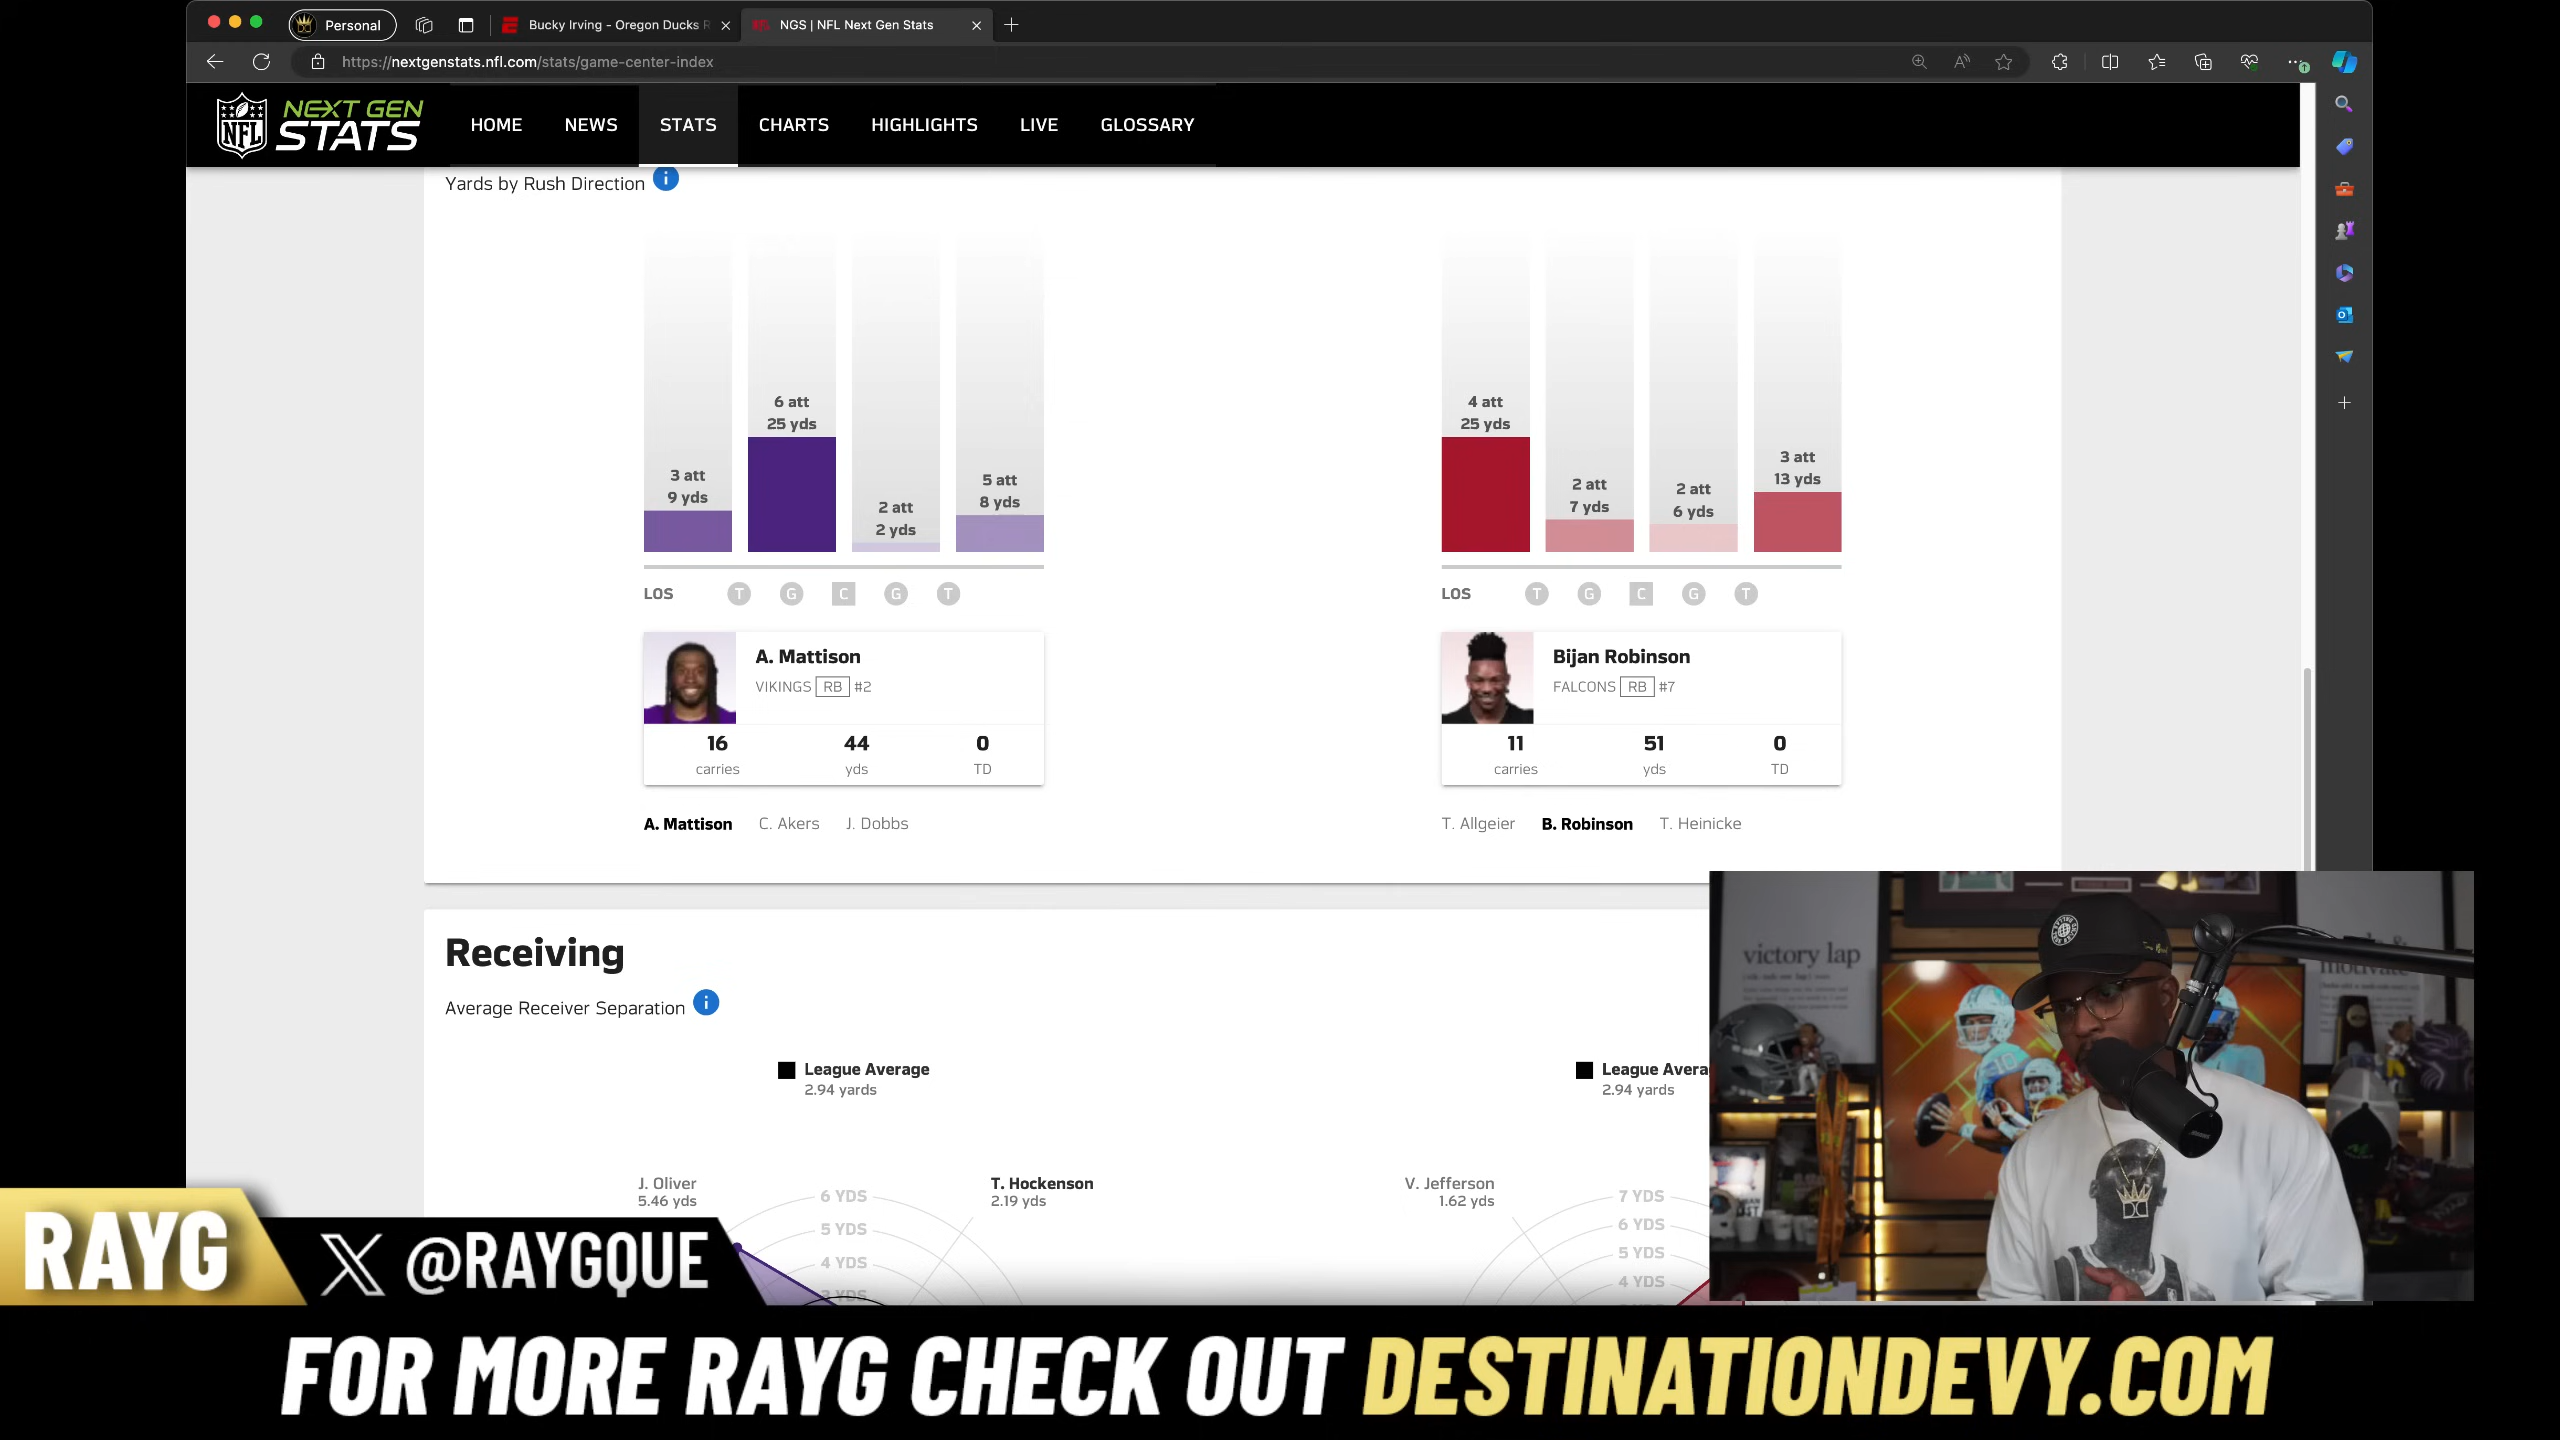 Personal
Bucky Irving - Oregon Ducks R
NGS | NFL Next Gen Stats
https://nextgenstats.nfl.com/stats/game-center-index
NFL
NEXT GEN
STATS
HOME
NEWS
STATS
CHARTS
HIGHLIGHTS
LIVE
GLOSSARY
Yards by Rush Direction
3 att
9 yds
6 att
25 yds
2 att
2 yds
5 att
8 yds
LOS T G C G T
A. Mattison
VIKINGS RB #2
16 44 0
carries yds TD
A. Mattison C. Akers J. Dobbs
4 att
25 yds
2 att
7 yds
2 att
6 yds
3 att
13 yds
LOS T G C G T
Bijan Robinson
FALCONS RB #7
11 51 0
carries yds TD
T. Allgeier B. Robinson T. Heinicke
Receiving
Average Receiver Separation
League Average
2.94 yards
J. Oliver
5.46 yds
T. Hockenson
2.19 yds
6 YDS
5 YDS
4 YDS
3 YDS
League Avera
2.94 yards
V. Jefferson
1.62 yds
7 YDS
6 YDS
5 YDS
4 YDS
victory lap
motivate
RAYG
X @RAYGQUE
FOR MORE RAYG CHECK OUT DESTINATIONDEVY.COM